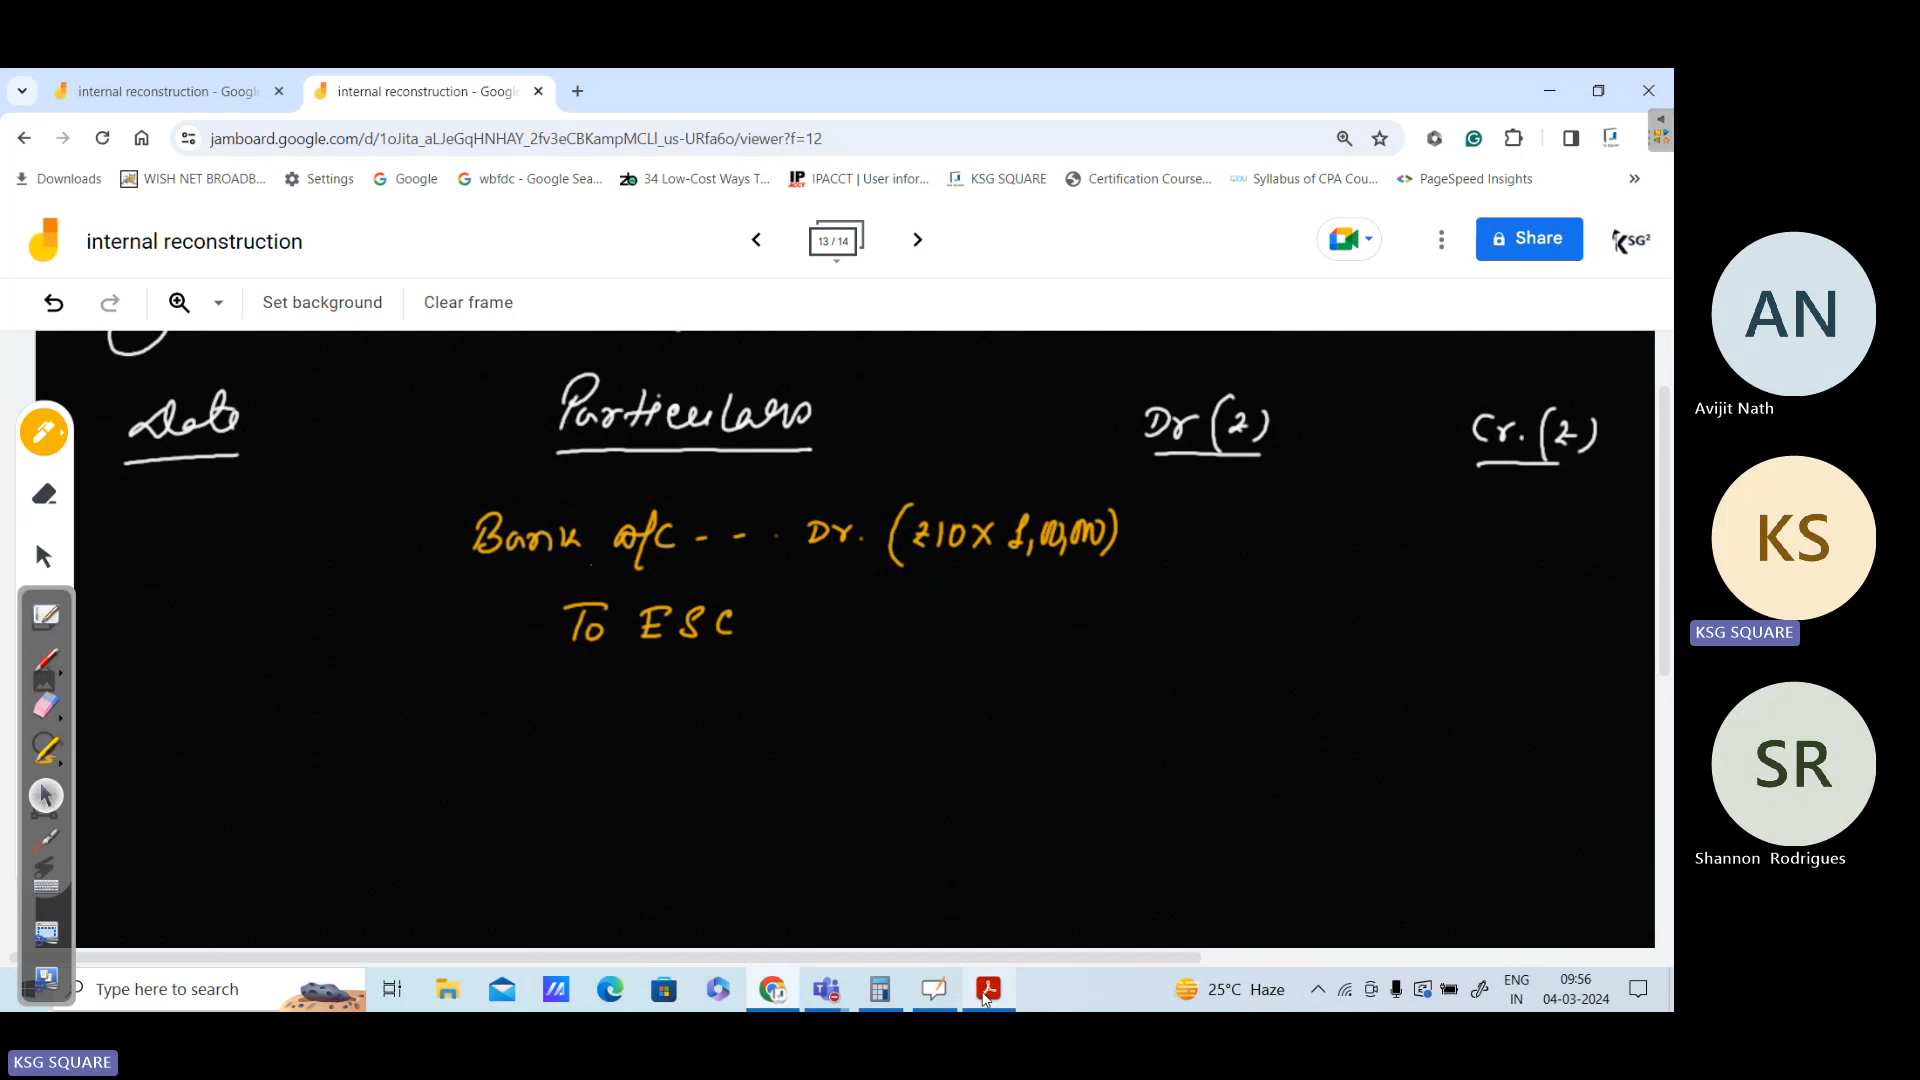 internal reconstruction - Googl
internal reconstruction - Google
jamboard.google.com/d/1oJita_aLJeGqHNHAY_2fv3eCBKampMCLl_us-URfa6o/viewer?f=12
Downloads
WISH NET BROADB...
Settings
Google
wbfdc - Google Sea...
34 Low-Cost Ways T...
IPACCT | User infor...
KSG SQUARE
Certification Course...
Syllabus of CPA Cou...
PageSpeed Insights
internal reconstruction
13 / 14
Share
KSG²
Set background
Clear frame
Date Particulars Dr (₹) Cr. (₹)
Bank A/C - - . Dr. (₹10 X 1,00,000)
To ESC
AN
Avijit Nath
KS
KSG SQUARE
SR
Shannon Rodrigues
Type here to search
25°C Haze
ENG
IN
09:56
04-03-2024
KSG SQUARE